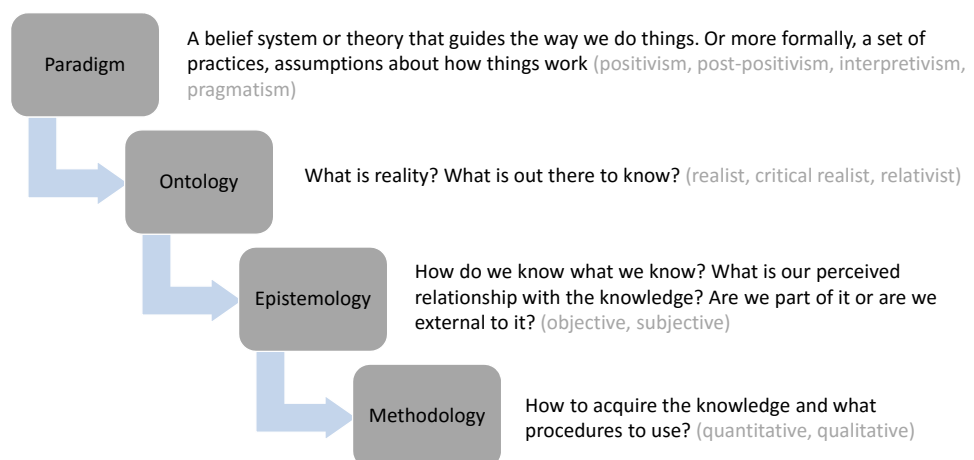 Paradigm
A belief system or theory that guides the way we do things. Or more formally, a set of
practices, assumptions about how things work (positivism, post-positivism, interpretivism,
pragmatism)
Ontology
What is reality? What is out there to know? (realist, critical realist, relativist)
Epistemology
How do we know what we know? What is our perceived
relationship with the knowledge? Are we part of it or are we
external to it? (objective, subjective)
Methodology
How to acquire the knowledge and what
procedures to use? (quantitative, qualitative)